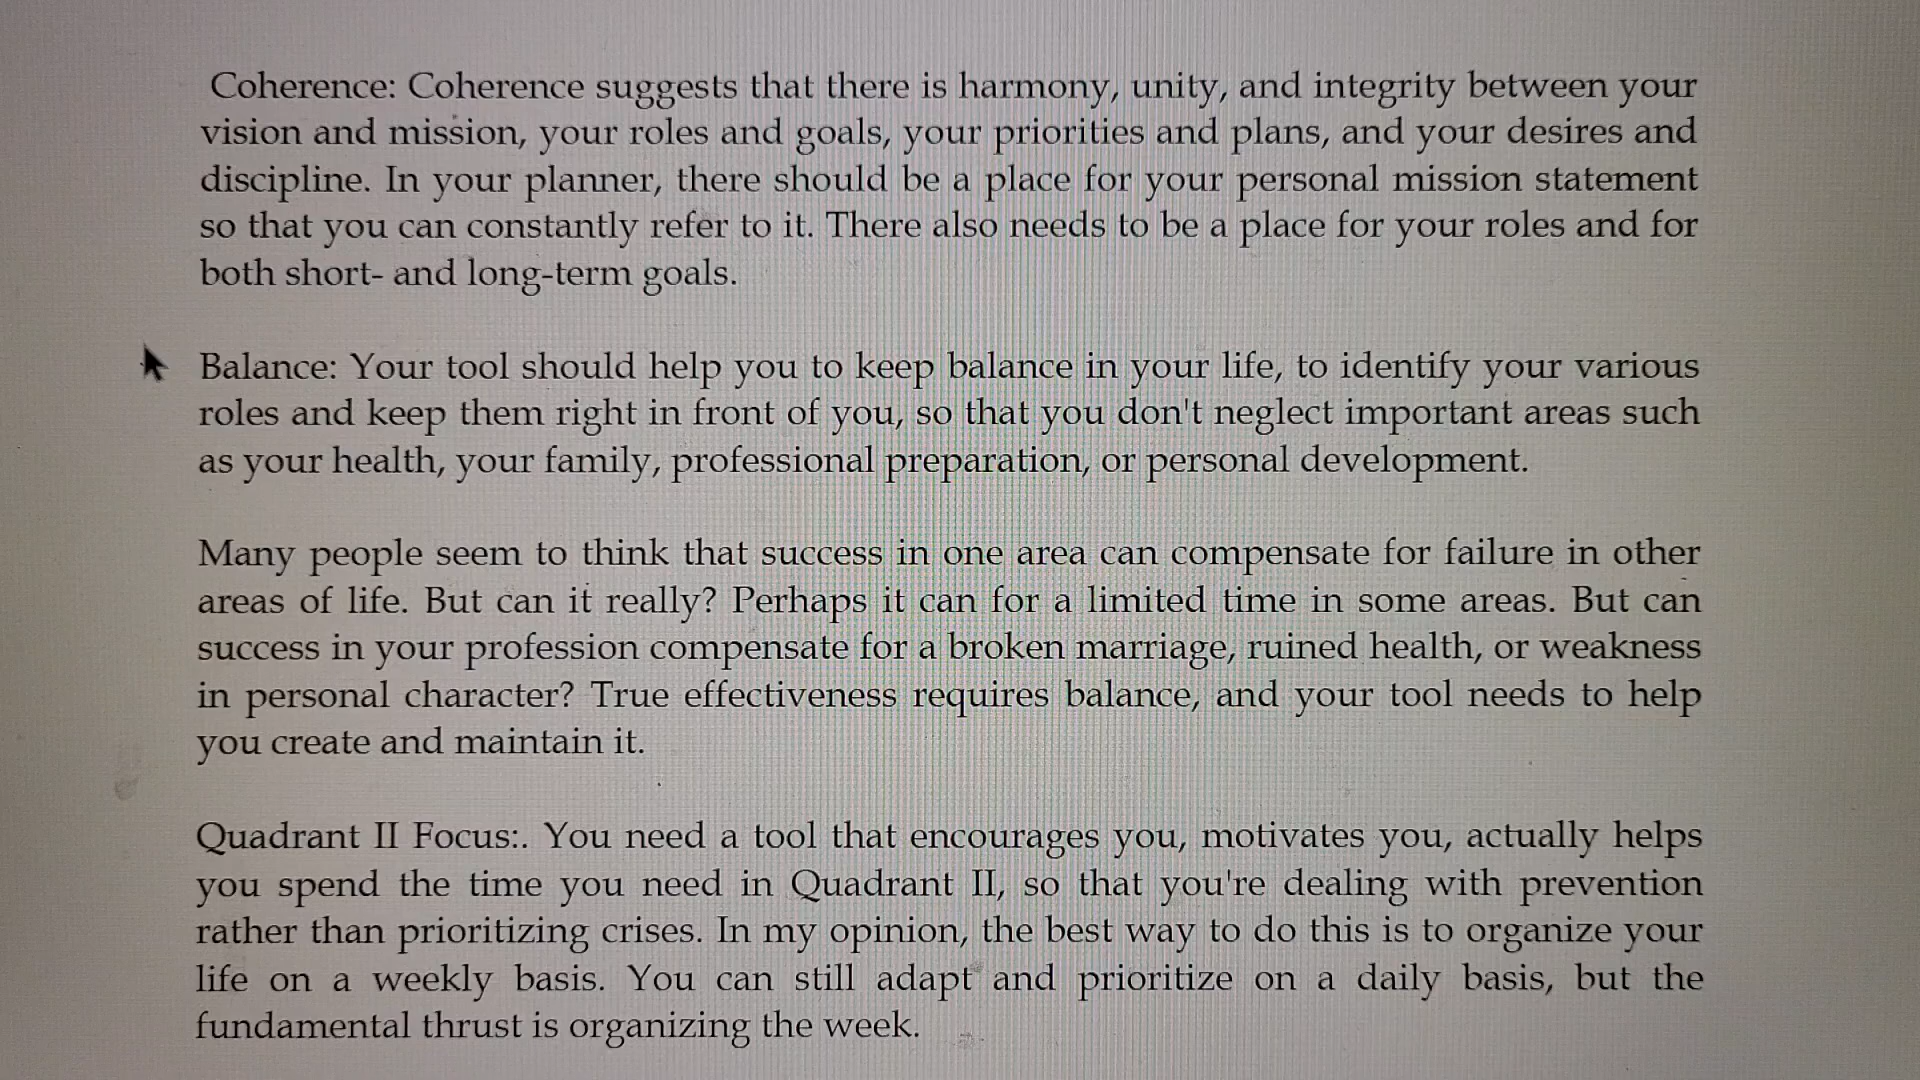 Coherence: Coherence suggests that there is harmony, unity, and integrity between your
vision and mission, your roles and goals, your priorities and plans, and your desires and
discipline. In your planner, there should be a place for your personal mission statement
so that you can constantly refer to it. There also needs to be a place for your roles and for
both short- and long-term goals.
Balance: Your tool should help you to keep balance in your life, to identify your various
roles and keep them right in front of you, so that you don't neglect important areas such
as your health, your family, professional preparation, or personal development.
Many people seem to think that success in one area can compensate for failure in other
areas of life. But can it really? Perhaps it can for a limited time in some areas. But can
success in your profession compensate for a broken marriage, ruined health, or weakness
in personal character? True effectiveness requires balance, and your tool needs to help
you create and maintain it.
Quadrant II Focus:. You need a tool that encourages you, motivates you, actually helps
you spend the time you need in Quadrant II, so that you're dealing with prevention
rather than prioritizing crises. In my opinion, the best way to do this is to organize your
life on a weekly basis. You can still adapt and prioritize on a daily basis, but the
fundamental thrust is organizing the week.